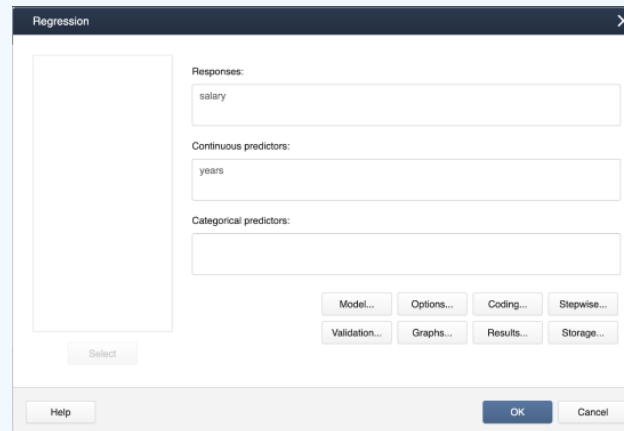 Regression
Responses:
salary
Continuous predictors:
years
Categorical predictors:
Model... Options... Coding... Stepwise...
Validation... Graphs... Results... Storage...
Select
Help OK Cancel